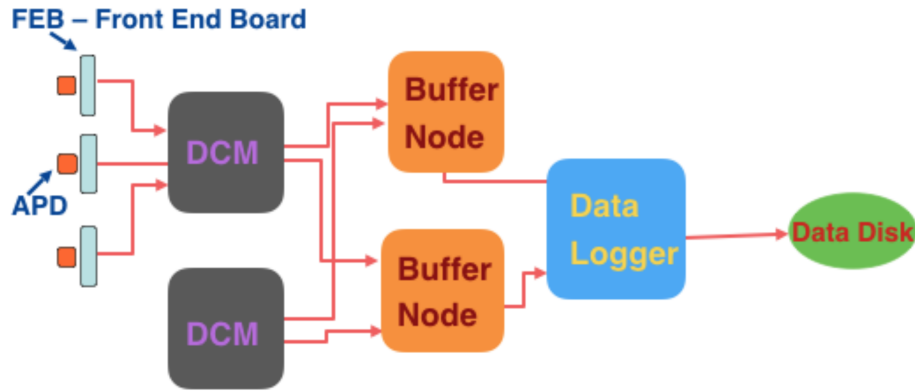 FEB – Front End Board
APD
DCM
DCM
Buffer
Node
Buffer
Node
Data
Logger
Data Disk